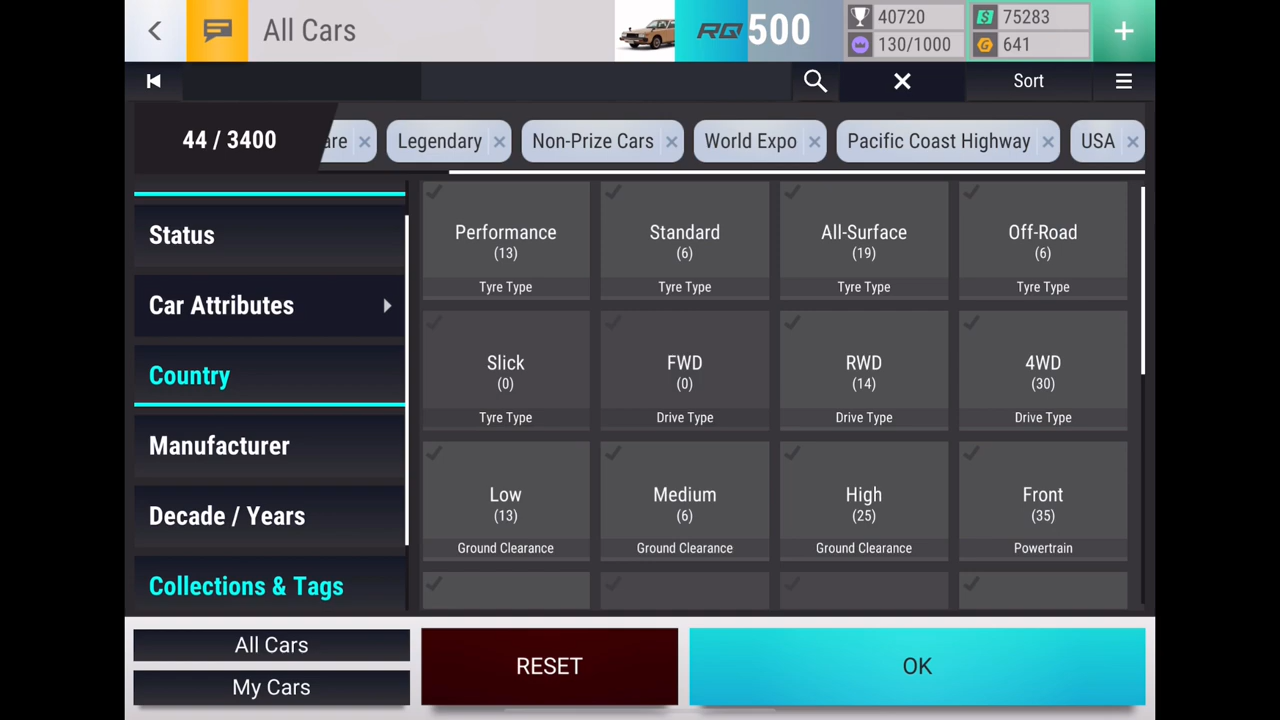 All Cars
RQ 500
40720
130/1000
75283
641
+
Sort
44 / 3400
are ×
Legendary ×
Non-Prize Cars ×
World Expo ×
Pacific Coast Highway ×
USA ×
Status
Car Attributes
Country
Manufacturer
Decade / Years
Collections & Tags
All Cars
My Cars
Performance
(13)
Tyre Type
Standard
(6)
Tyre Type
All-Surface
(19)
Tyre Type
Off-Road
(6)
Tyre Type
Slick
(0)
Tyre Type
FWD
(0)
Drive Type
RWD
(14)
Drive Type
4WD
(30)
Drive Type
Low
(13)
Ground Clearance
Medium
(6)
Ground Clearance
High
(25)
Ground Clearance
Front
(35)
Powertrain
RESET
OK